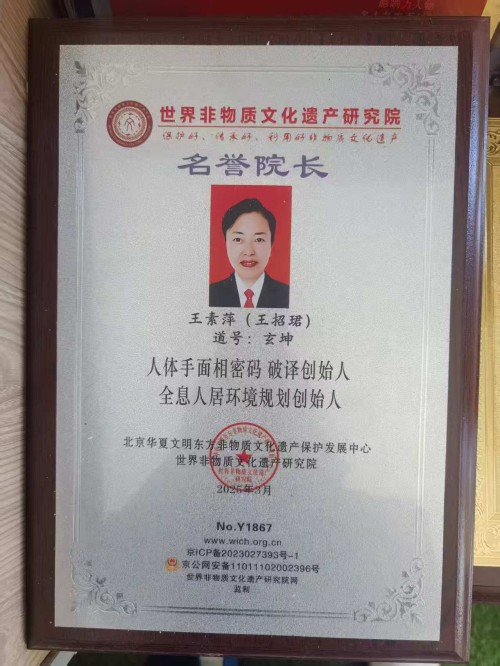 世界非物质文化遗产研究院
保护好、传承好、利用好非物质文化遗产
名誉院长
王素萍（王招珺）
道号：玄坤
人体手面相密码 破译创始人
全息人居环境规划创始人
北京华夏文明东方非物质文化遗产保护发展中心
世界非物质文化遗产研究院
2025年3月
No.Y1867
www.wich.org.cn
京ICP备2023027393号-1
京公网安备11011102002396号
世界非物质文化遗产研究院网
监制